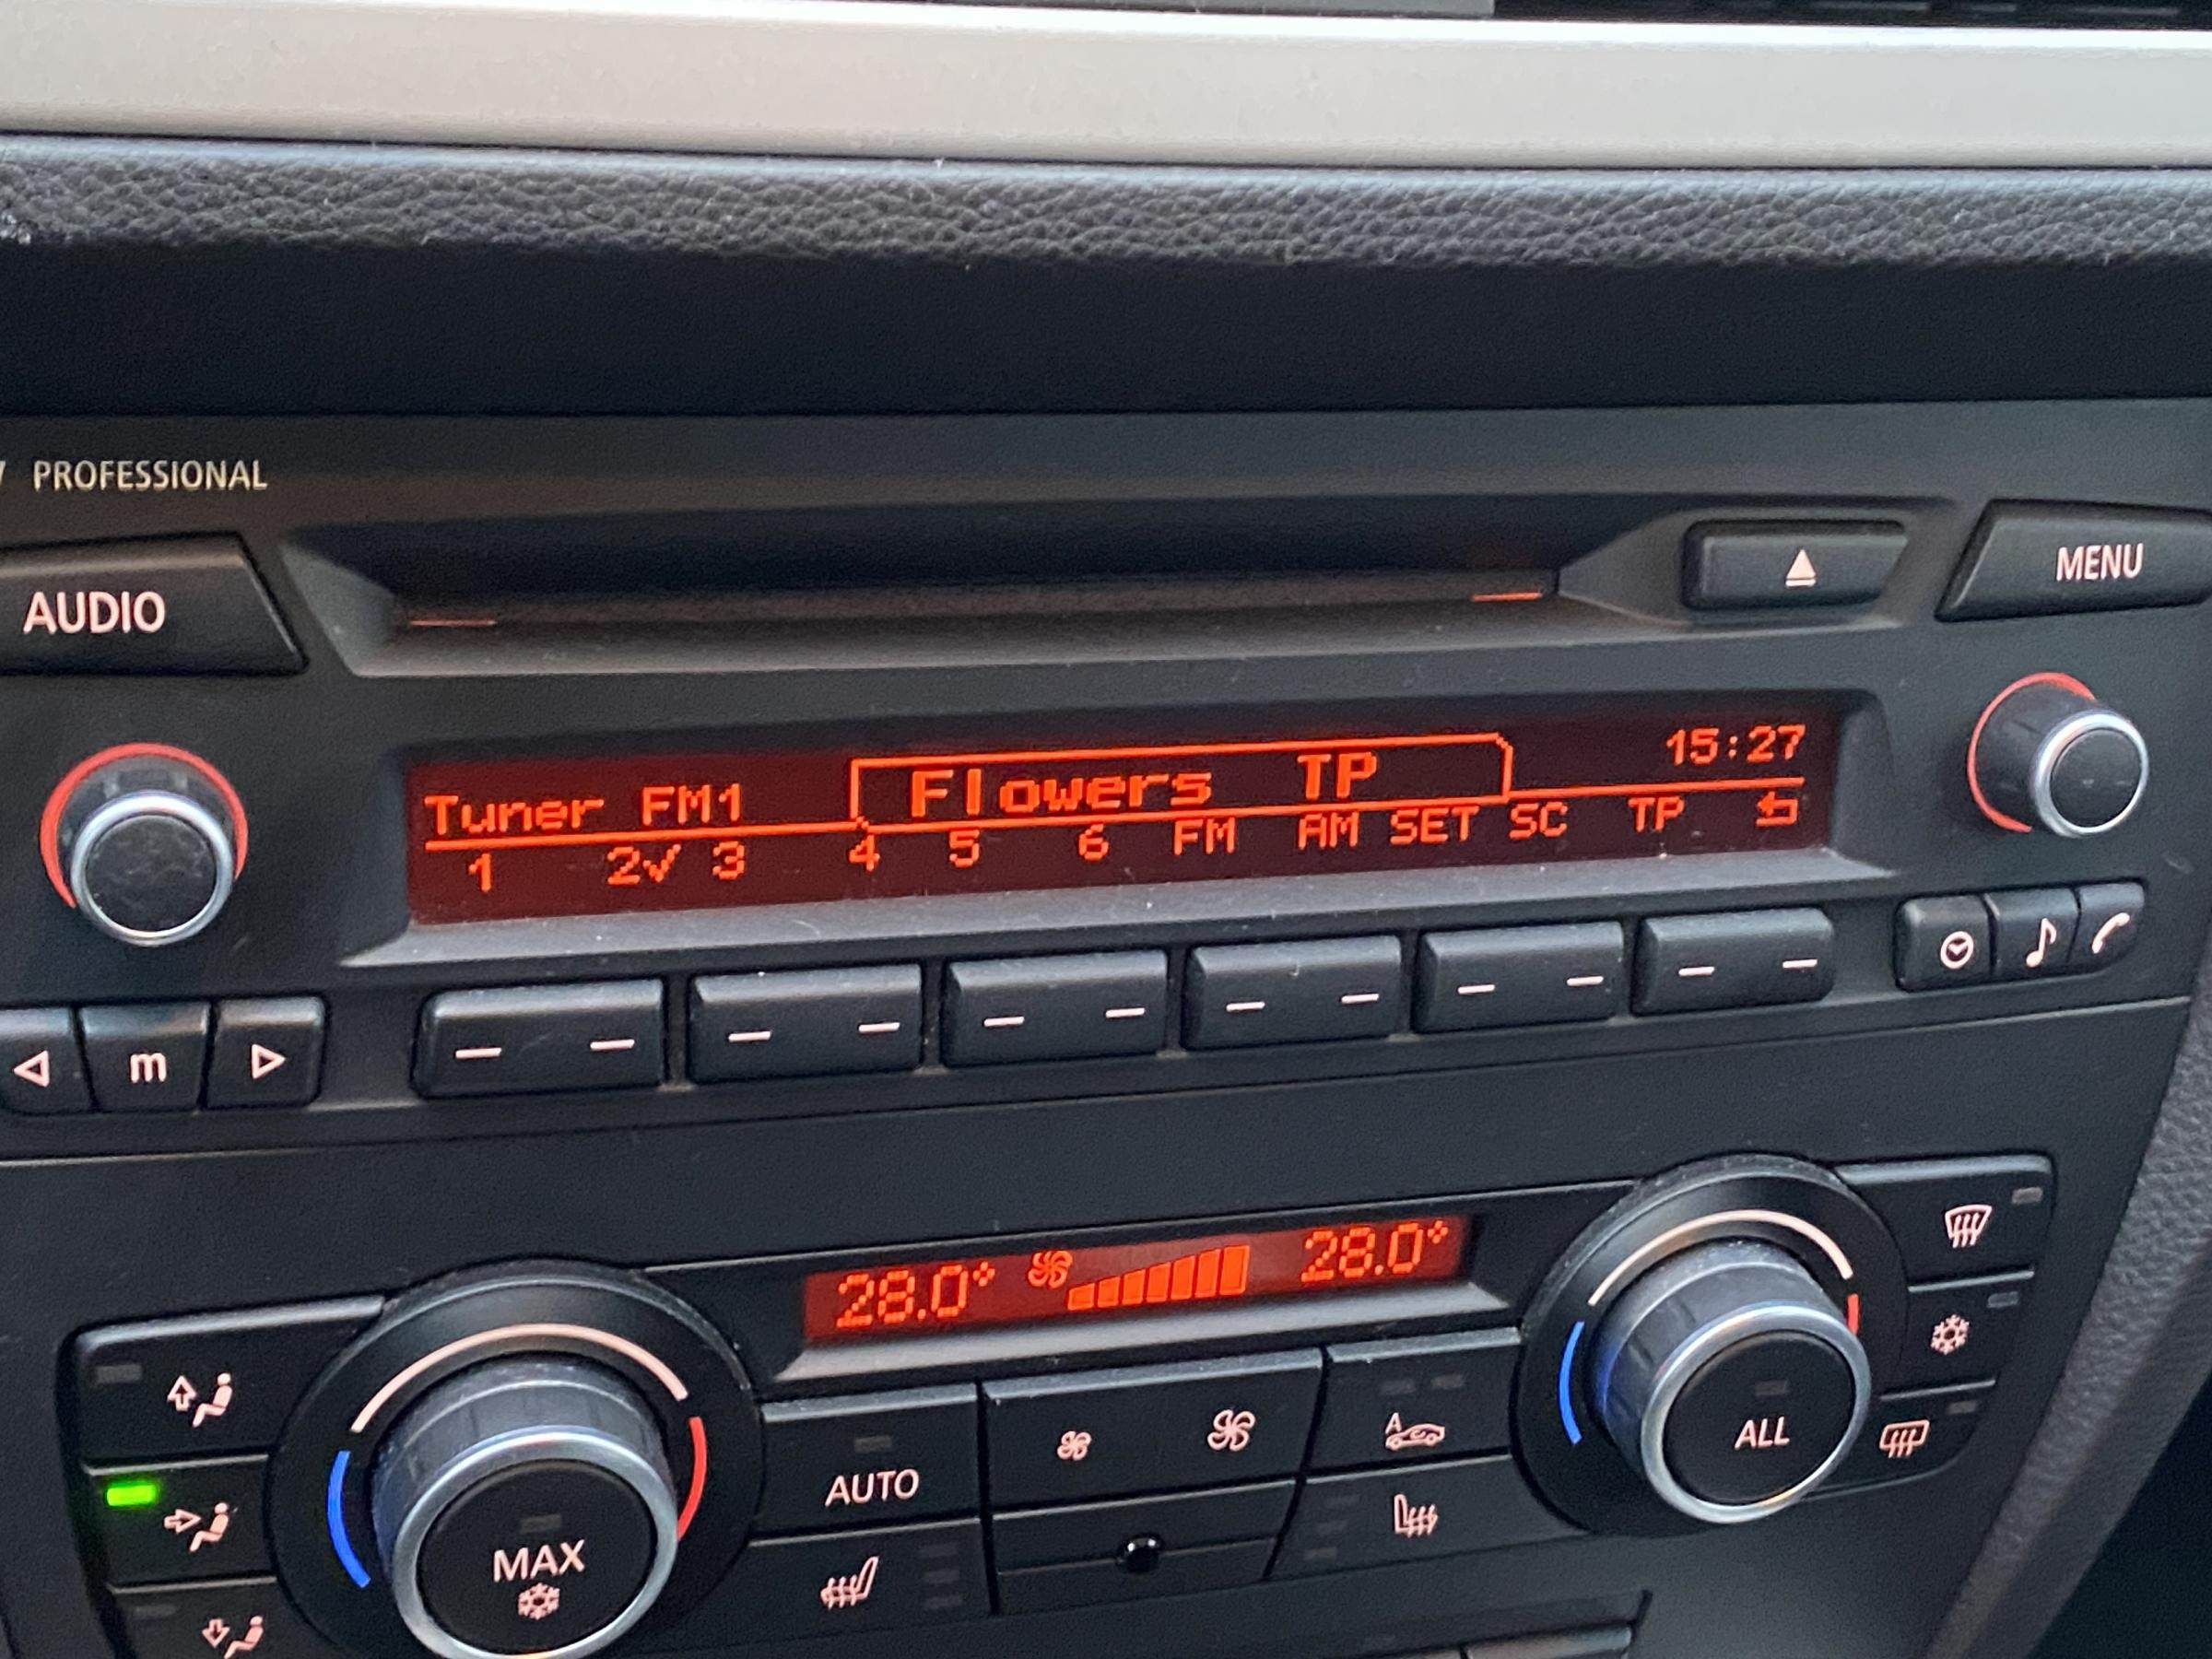 PROFESSIONAL
AUDIO
MENU
Tuner FM1 Flowers TP 15:27
1 2✓ 3 4 5 6 FM AM SET SC TP
m
28.0° 28.0°
A
AUTO
ALL
MAX